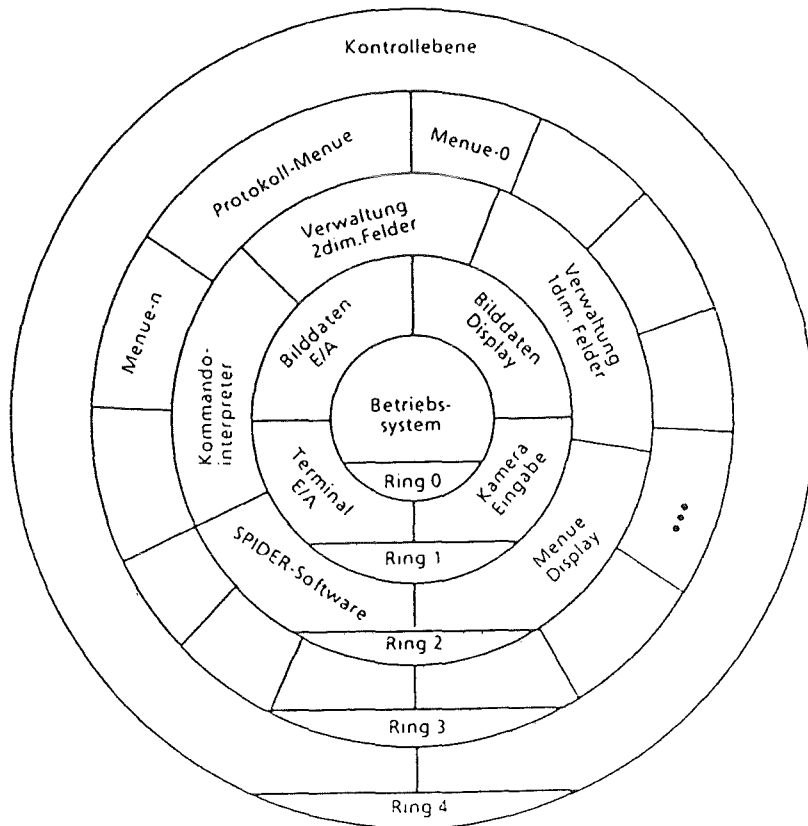 Kontrollebene
Protokoll-Menue
Menue-0
Menue-n
Verwaltung
2dim.Felder
Verwaltung
1dim. Felder
Kommando-
interpreter
Bilddaten
E/A
Bilddaten
Display
Betriebs-
system
Ring 0
Terminal
E/A
Kamera
Eingabe
Ring 1
SPIDER-Software
Menue
Display
Ring 2
Ring 3
Ring 4